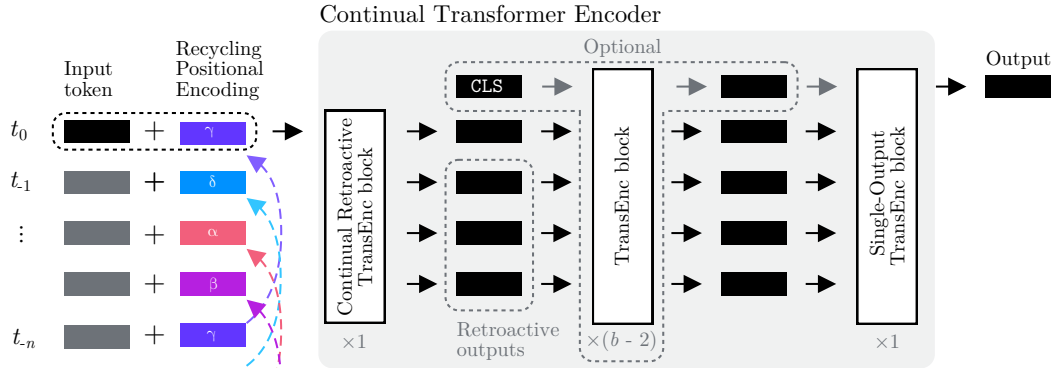 Continual Transformer Encoder
Input
token
Recycling
Positional
Encoding
Optional
Output
CLS
t₀ + γ
t₋₁ + δ
⋮ + α
+ β
t₋ₙ + γ
Continual Retroactive
TransEnc block
×1
Retroactive
outputs
TransEnc block
×(b - 2)
Single-Output
TransEnc block
×1